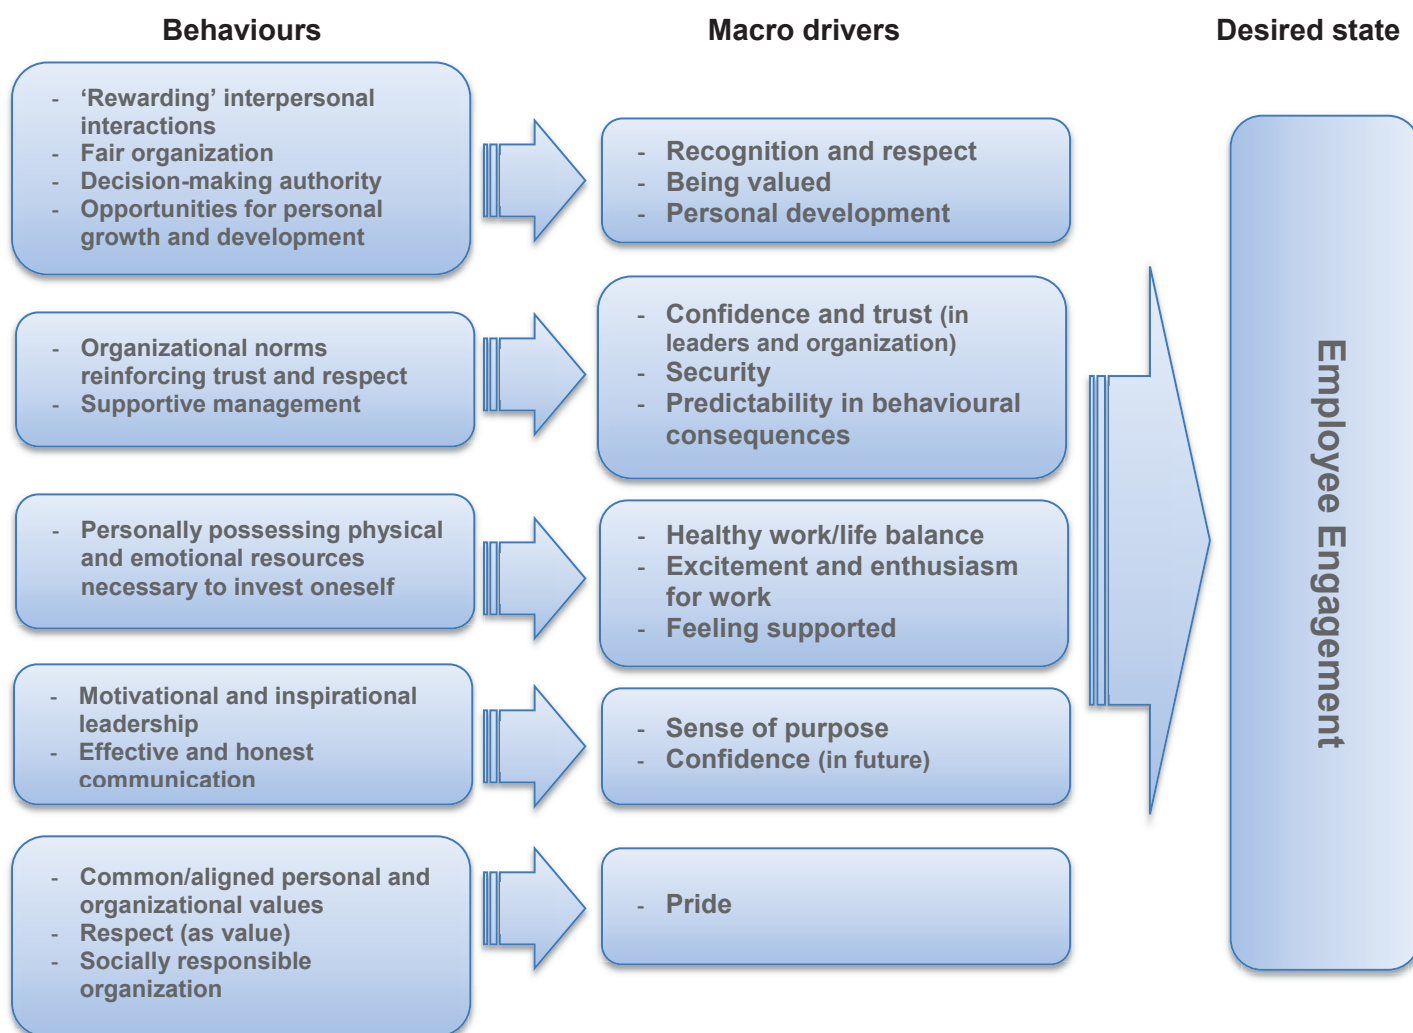 Behaviours
Macro drivers
Desired state
- ‘Rewarding’ interpersonal
interactions
- Fair organization
- Decision-making authority
- Opportunities for personal
growth and development
- Recognition and respect
- Being valued
- Personal development
- Organizational norms
reinforcing trust and respect
- Supportive management
- Confidence and trust (in
leaders and organization)
- Security
- Predictability in behavioural
consequences
- Personally possessing physical
and emotional resources
necessary to invest oneself
- Healthy work/life balance
- Excitement and enthusiasm
for work
- Feeling supported
- Motivational and inspirational
leadership
- Effective and honest
communication
- Sense of purpose
- Confidence (in future)
- Common/aligned personal and
organizational values
- Respect (as value)
- Socially responsible
organization
- Pride
Employee Engagement